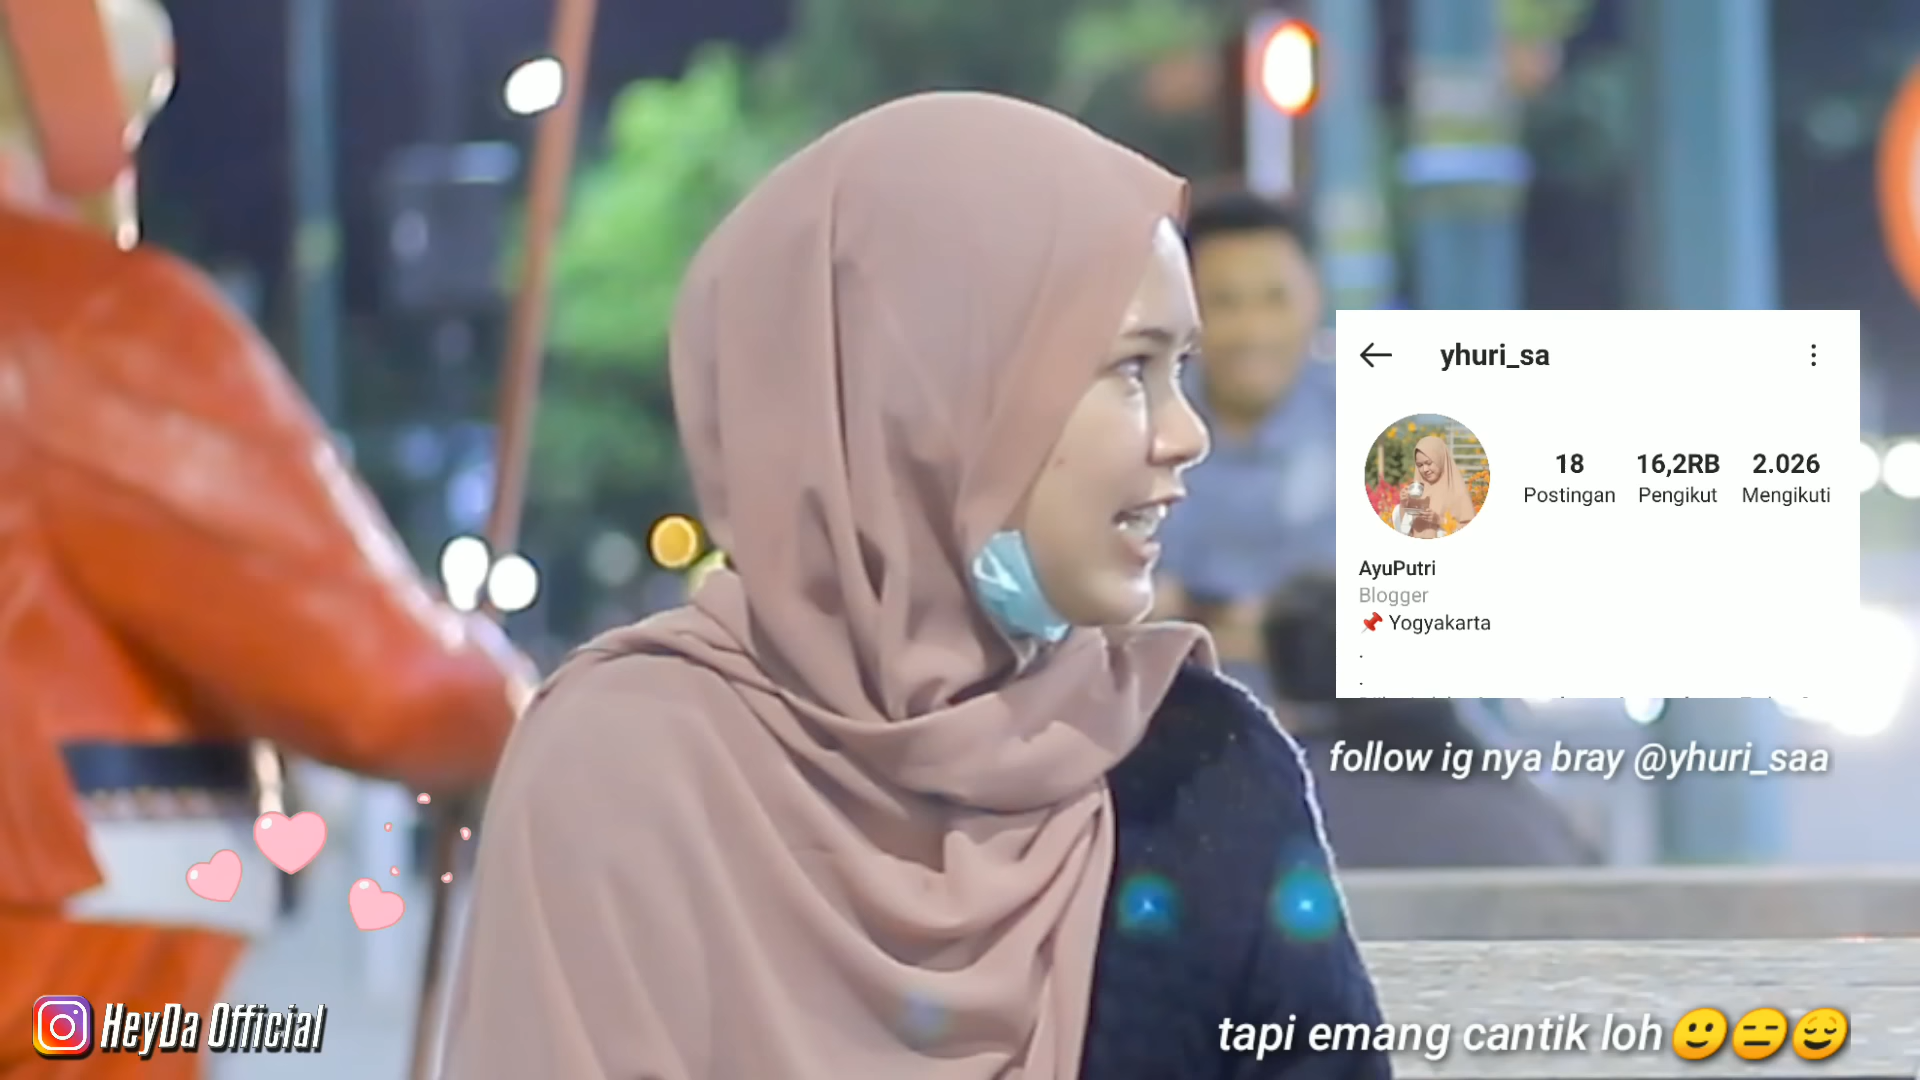 yhuri_sa
18 16,2RB 2.026
Postingan Pengikut Mengikuti
AyuPutri
Blogger
📌 Yogyakarta
.
.
follow ig nya bray @yhuri_saa
HeyDa Official
tapi emang cantik loh🙂😑😌